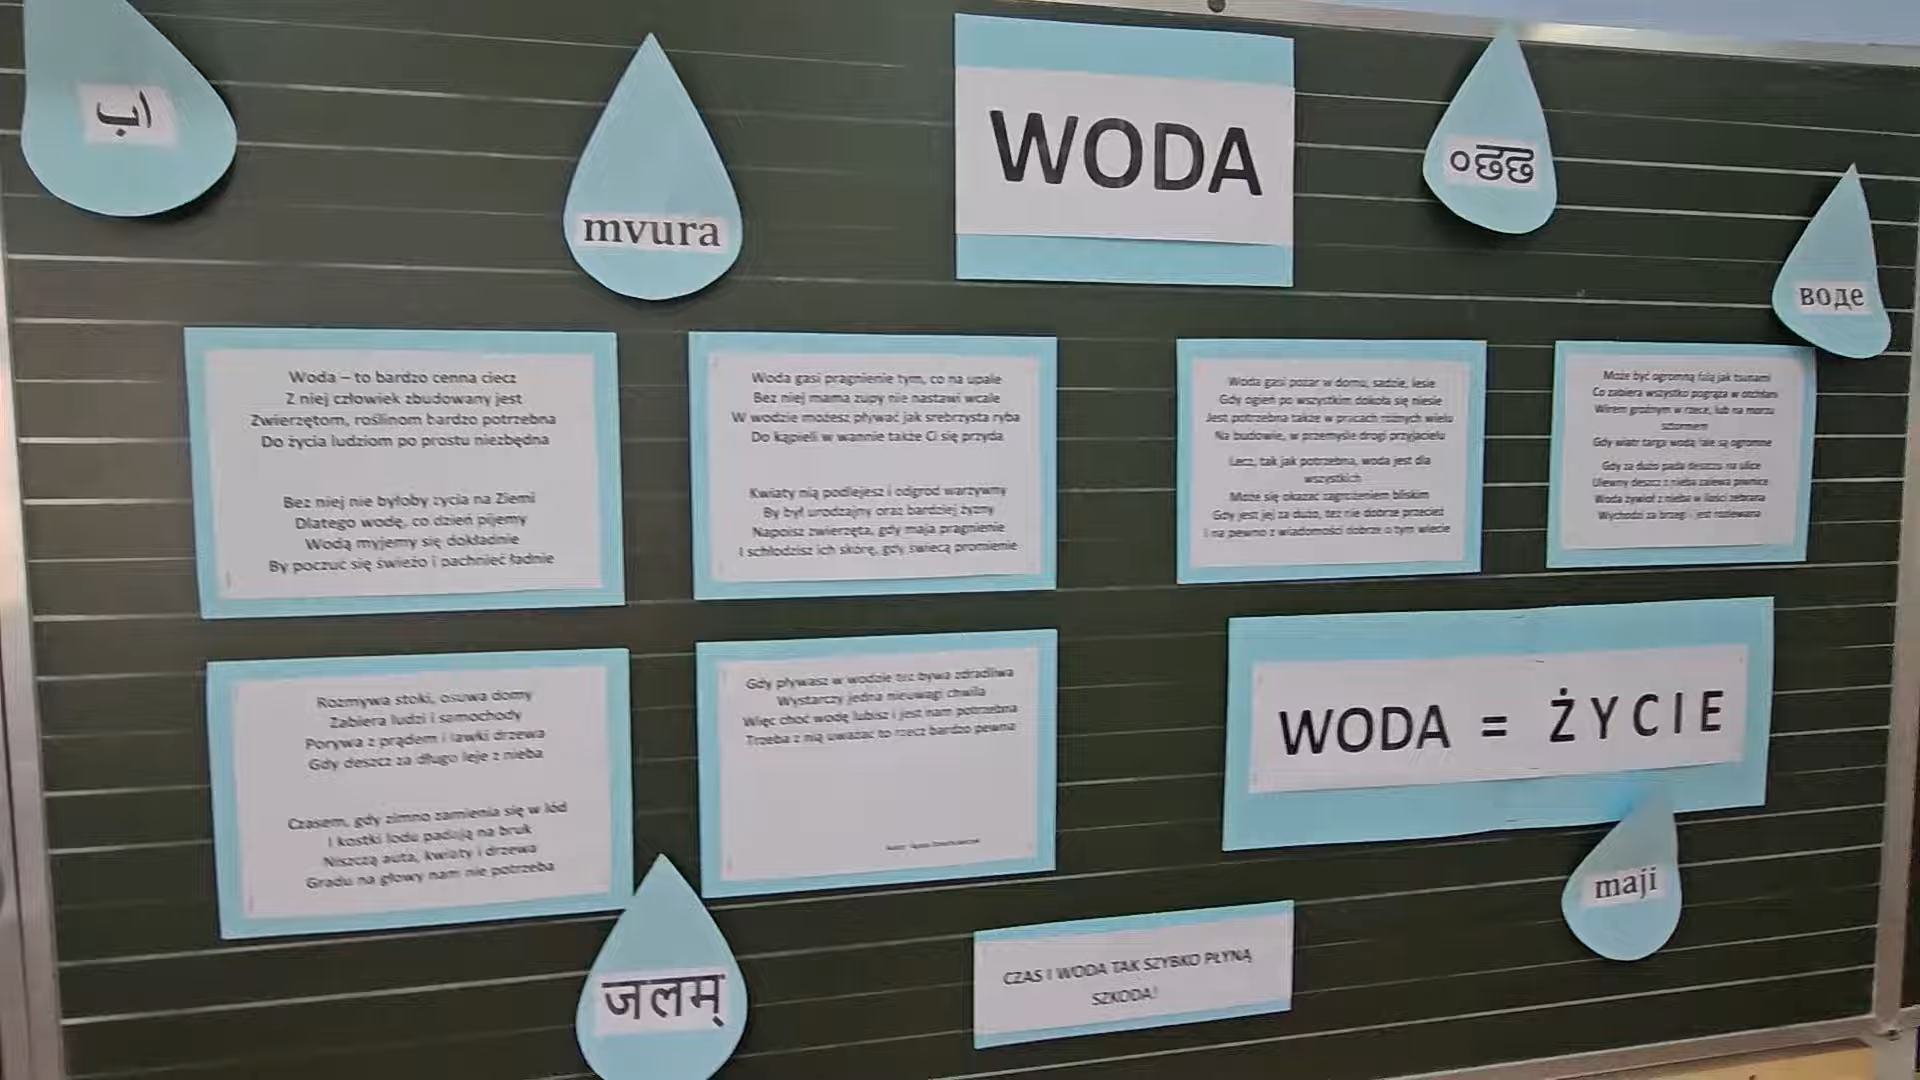 اب
mvura
WODA
०छछ
воде
Woda – to bardzo cenna ciecz
Z niej człowiek zbudowany jest
Zwierzętom, roślinom bardzo potrzebna
Do życia ludziom po prostu niezbędna
Bez niej nie byłoby życia na Ziemi
Dlatego wodę, co dzień pijemy
Wodą myjemy się dokładnie
By poczuć się świeżo i pachnieć ładnie
Woda gasi pragnienie tym, co na upale
Bez niej mama zupy nie nastawi wcale
W wodzie możesz pływać jak srebrzysta ryba
Do kąpieli w wannie także Ci się przyda
Kwiaty nią podlejesz i odgród warzywny
By był urodzajny oraz bardziej żyzny
Napoisz zwierzęta, gdy maja pragnienie
I schłodzisz ich skórę, gdy świecą promienie
Woda gasi pożar w domu, sadzie, lesie
Gdy ogień po wszystkim dokoła się niesie
Jest potrzebna także w pracach różnych wielu
Na budowie, w przemyśle drogi przyjacielu
Lecz, tak jak potrzebna, woda jest dla
wszystkich
Może się okazać zagrożeniem bliskim
Gdy jest jej za dużo, też nie dobrze przecież
I na pewno z wiadomości dobrze o tym wiecie
Może być ogromną falą jak tsunami
Co zabiera wszystko pogrąża w otchłani
Wirem groźnym w rzece, lub na morzu
sztormem
Gdy wiatr targa wodą fale są ogromne
Gdy za dużo pada deszczu na ulice
Ulewny deszcz z nieba zalewa piwnice
Woda żywioł z nieba w ilości zebrana
Wychodzi za brzegi i jest rozlewana
Rozmywa stoki, osuwa domy
Zabiera ludzi i samochody
Porywa z prądem i ławki drzewa
Gdy deszcz za długo leje z nieba
Czasem, gdy zimno zamienia się w lód
I kostki lodu padają na bruk
Niszczą auta, kwiaty i drzewa
Gradu na głowy nam nie potrzeba
Gdy pływasz w wodzie też bywa zdradliwa
Wystarczy jedna nieuwagi chwila
Więc choć wodę lubisz i jest nam potrzebna
Trzeba z nią uważać to rzecz bardzo pewna
WODA = ŻYCIE
maji
जलम्
CZAS I WODA TAK SZYBKO PŁYNĄ
SZKODA!